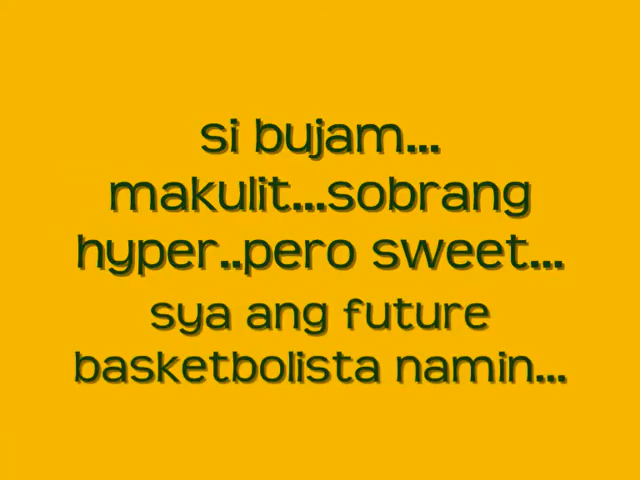 si bujam...
makulit...sobrang
hyper..pero sweet...
sya ang future
basketbolista namin...